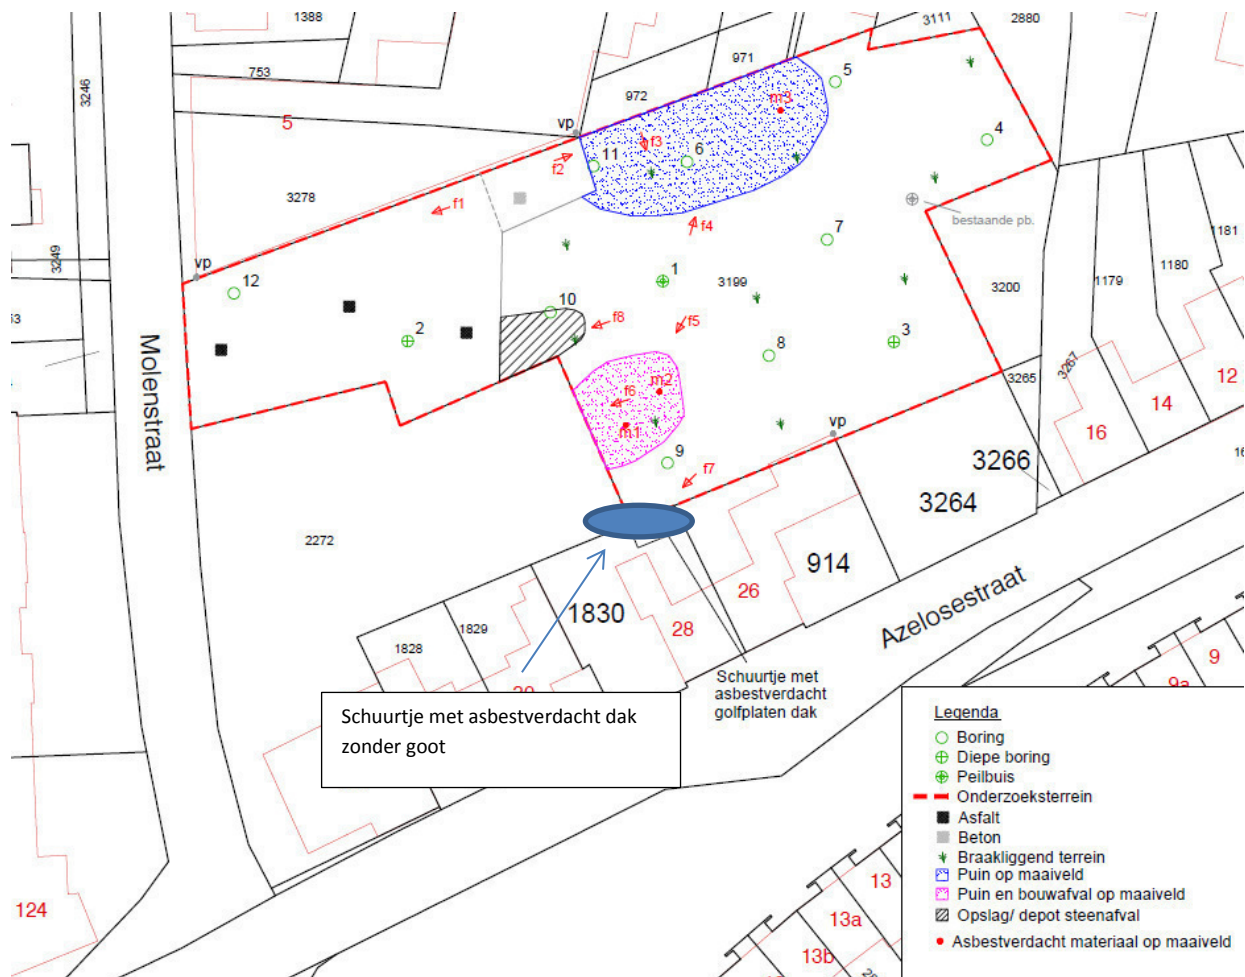 1388
3111
2880
971
753
972
3246
5
5
m3
vp
4
f3
6
11
f2
3278
f1
bestaande pb.
f4
7
1181
3249
vp
1180
1179
1
3199
3200
12
10
f8
f5
2
8
3
3267
3265
12
Molenstraat
m2
f6
14
m1
vp
16
9
3266
f7
3264
2272
914
26
1830
Azelosestraat
28
1829
1828
9
9a
Schuurtje met
asbestverdacht
golfplaten dak
Schuurtje met asbestverdacht dak
zonder goot
Legenda
Boring
Diepe boring
Peilbuis
Onderzoeksterrein
Asfalt
Beton
Braakliggend terrein
Puin op maaiveld
Puin en bouwafval op maaiveld
Opslag/ depot steenafval
Asbestverdacht materiaal op maaiveld
124
13
13a
13b